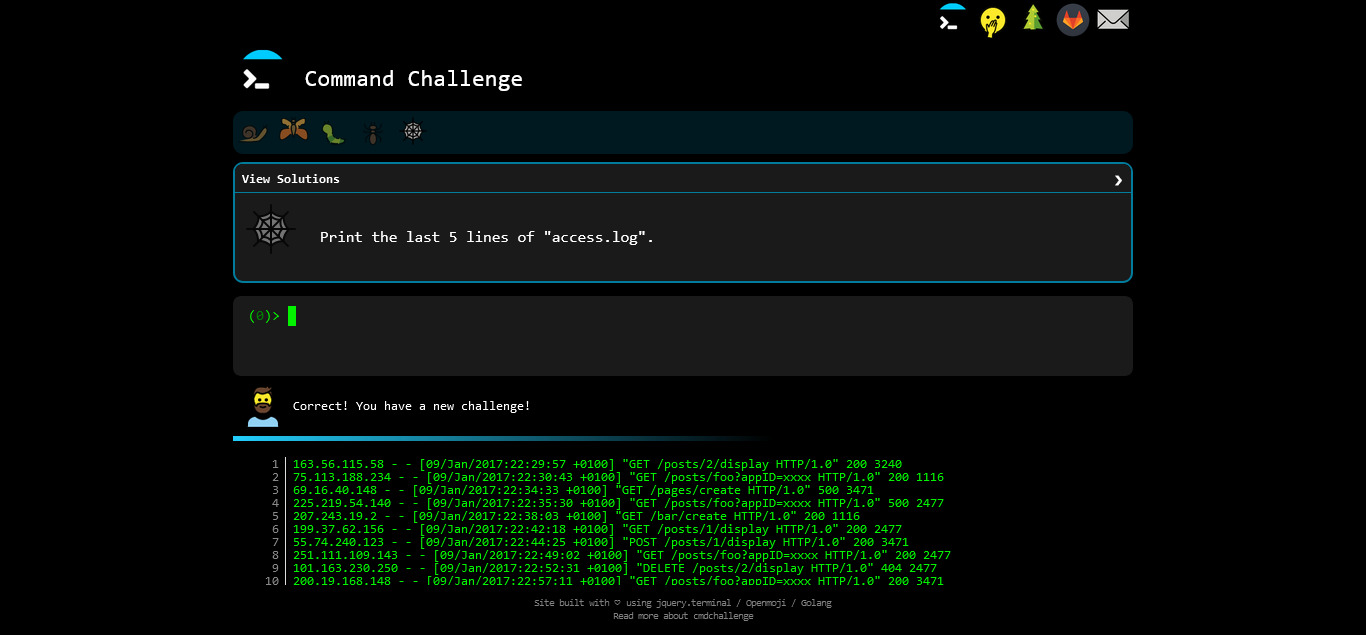 Command Challenge
View Solutions
Print the last 5 lines of "access.log".
(0)>
Correct! You have a new challenge!
1 163.56.115.58 - - [09/Jan/2017:22:29:57 +0100] "GET /posts/2/display HTTP/1.0" 200 3240
2 75.113.188.234 - - [09/Jan/2017:22:30:43 +0100] "GET /posts/foo?appID=xxxx HTTP/1.0" 200 1116
3 69.16.40.148 - - [09/Jan/2017:22:34:33 +0100] "GET /pages/create HTTP/1.0" 500 3471
4 225.219.54.140 - - [09/Jan/2017:22:35:30 +0100] "GET /posts/foo?appID=xxxx HTTP/1.0" 500 2477
5 207.243.19.2 - - [09/Jan/2017:22:38:03 +0100] "GET /bar/create HTTP/1.0" 200 1116
6 199.37.62.156 - - [09/Jan/2017:22:42:18 +0100] "GET /posts/1/display HTTP/1.0" 200 2477
7 55.74.240.123 - - [09/Jan/2017:22:44:25 +0100] "POST /posts/1/display HTTP/1.0" 200 3471
8 251.111.109.143 - - [09/Jan/2017:22:49:02 +0100] "GET /posts/foo?appID=xxxx HTTP/1.0" 200 2477
9 101.163.230.250 - - [09/Jan/2017:22:52:31 +0100] "DELETE /posts/2/display HTTP/1.0" 404 2477
10 200.19.168.148 - - [09/Jan/2017:22:57:11 +0100] "GET /posts/foo?appID=xxxx HTTP/1.0" 200 3471
Site built with ♡ using jquery.terminal / Openmoji / Golang
Read more about cmdchallenge